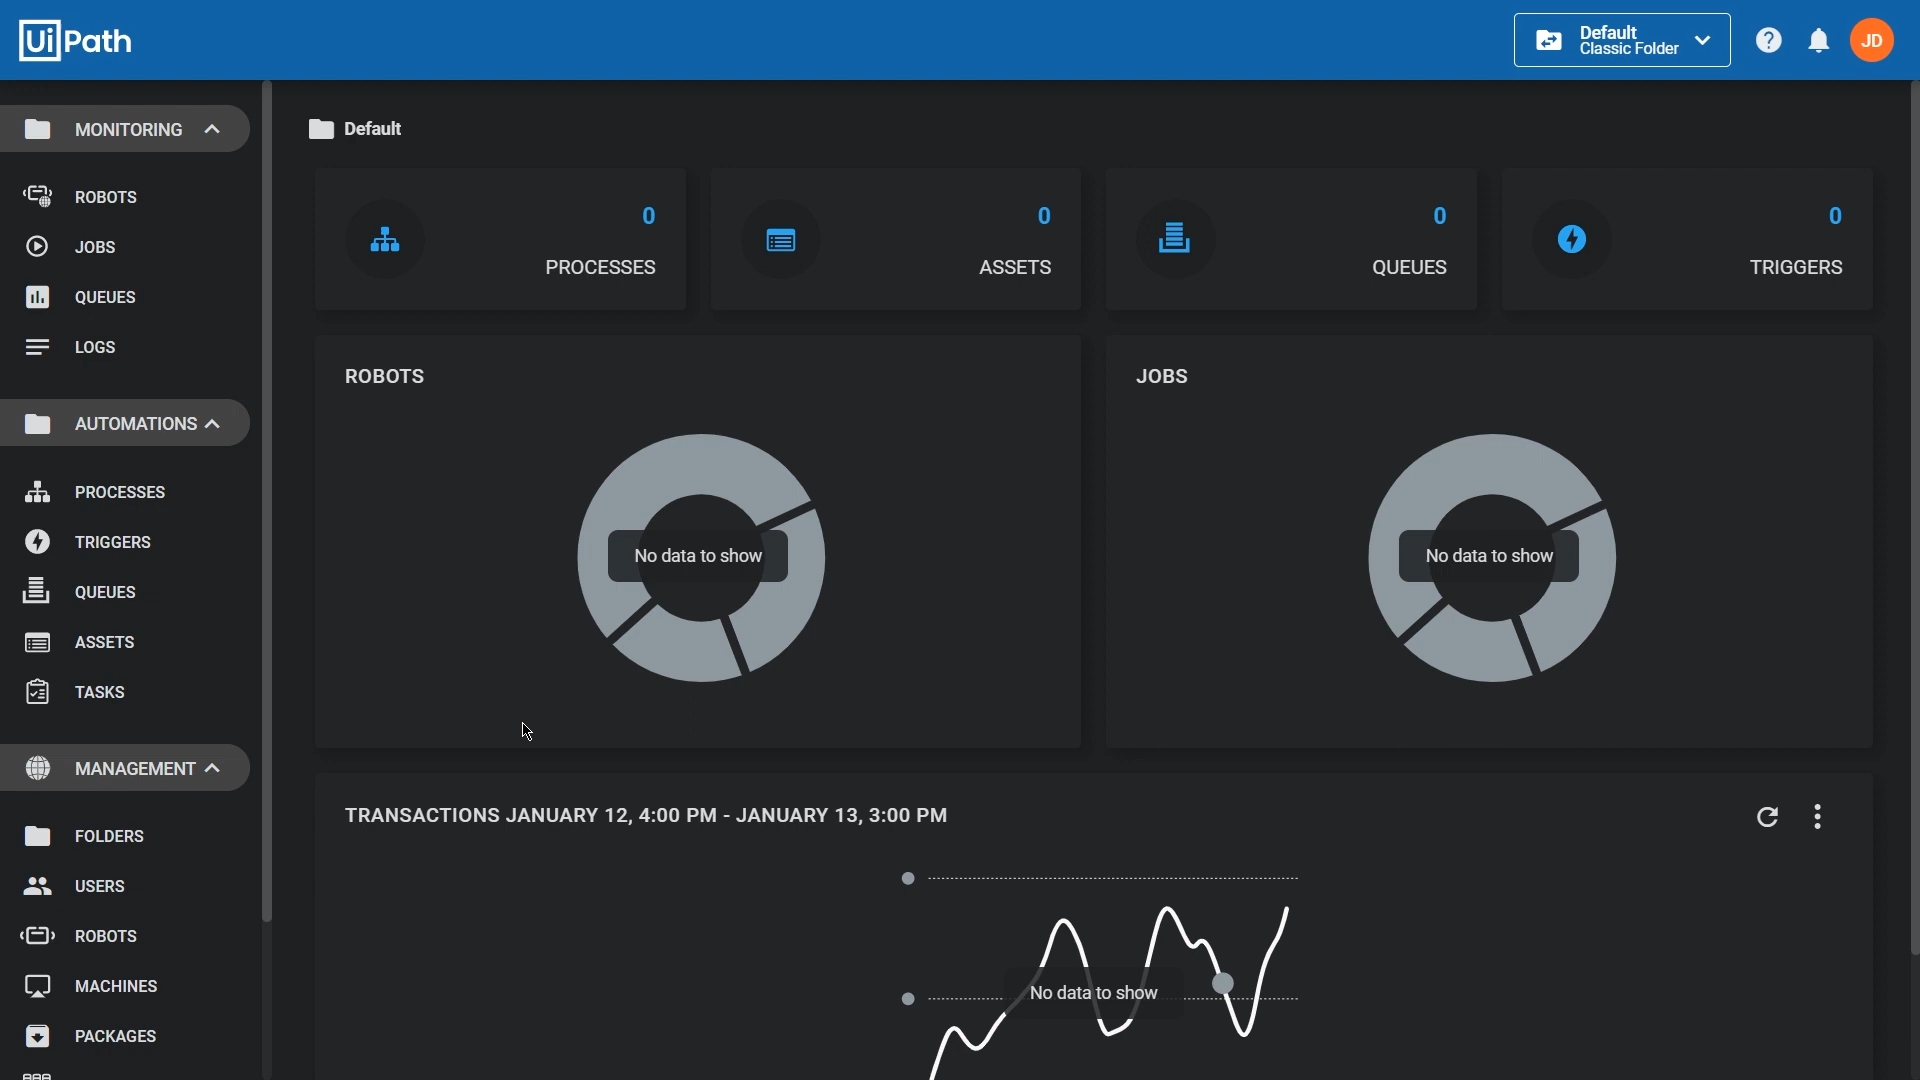 UiPath
Default
Classic Folder
JD
MONITORING
ROBOTS
JOBS
QUEUES
LOGS
AUTOMATIONS
PROCESSES
TRIGGERS
QUEUES
ASSETS
TASKS
MANAGEMENT
FOLDERS
USERS
ROBOTS
MACHINES
PACKAGES
Default
0
PROCESSES
0
ASSETS
0
QUEUES
0
TRIGGERS
ROBOTS
No data to show
JOBS
No data to show
TRANSACTIONS JANUARY 12, 4:00 PM - JANUARY 13, 3:00 PM
No data to show